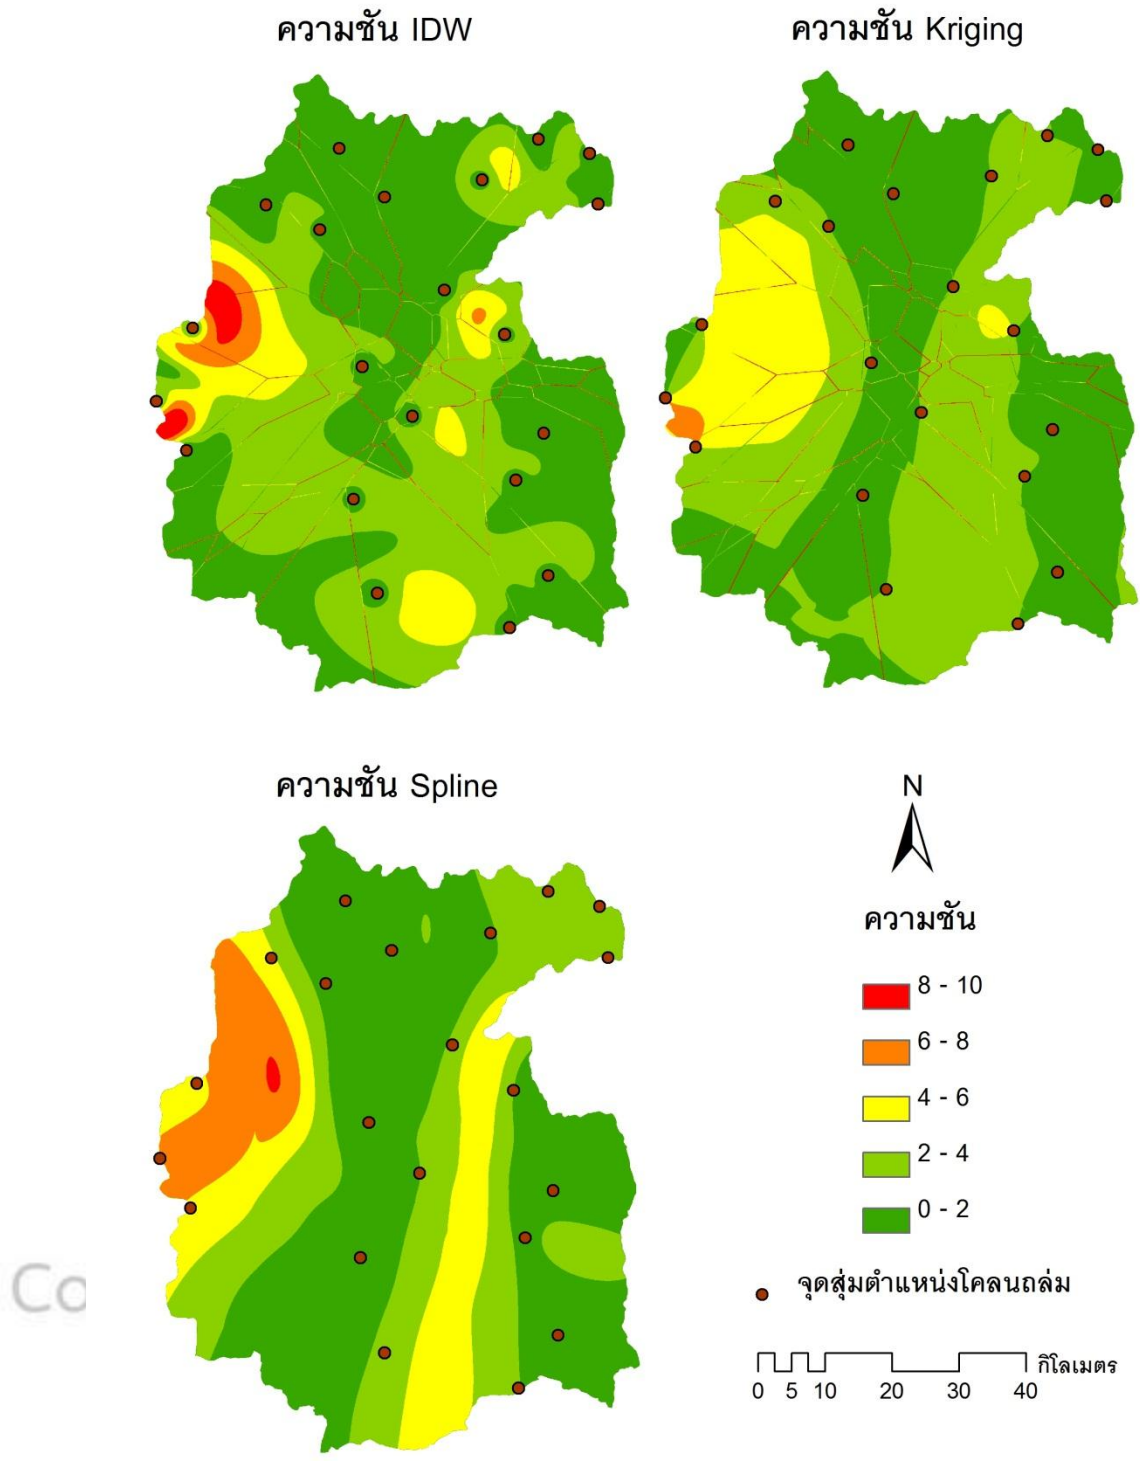 ความชัน IDW
ความชัน Kriging
ความชัน Spline
N
ความชัน
8 - 10
6 - 8
4 - 6
2 - 4
0 - 2
จุดสุ่มตำแหน่งโคลนถล่ม
กิโลเมตร
0 5 10 20 30 40
Co